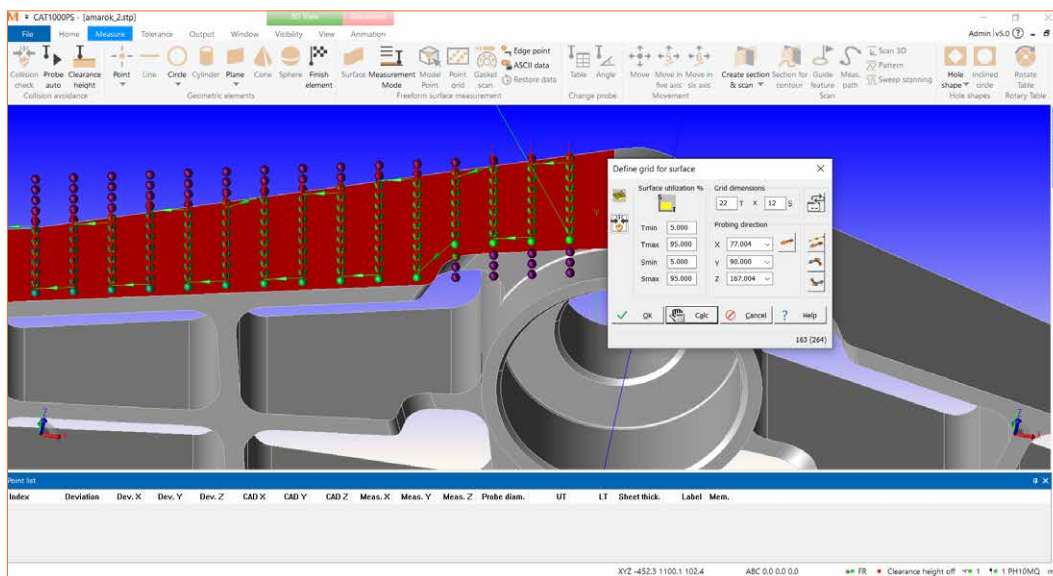 CAT1000PS - [amarok_2.stp]
3D View
Simulation
File Home Measure Tolerance Output Window Visibility View Animation
Admin |v5.0
Collision check
Probe auto
Clearance height
Collision avoidance
Point
Line
Circle
Cylinder
Plane
Cone
Sphere
Finish element
Geometric elements
Surface
Measurement Mode
Model Point
Point grid
Gasket scan
Edge point
ASCII data
Restore data
Freeform surface measurement
Table
Angle
Change probe
Move
Move in five axis
Move in six axis
Movement
Create section & scan
Section for contour
Guide feature
Meas. path
Scan 3D
Pattern
Sweep scanning
Scan
Hole shape
Inclined circle
Hole shapes
Rotate Table
Rotary Table
Define grid for surface
Surface utilization %
S
T
Tmin 5.000
Tmax 95.000
Smin 5.000
Smax 95.000
Grid dimensions
22 T x 12 S
Probing direction
X 77.004
Y 90.000
Z 167.004
OK Calc Cancel ? Help
163 (264)
Y
Z
X
Z
X
Point list
Index Deviation Dev. X Dev. Y Dev. Z CAD X CAD Y CAD Z Meas. X Meas. Y Meas. Z Probe diam. UT LT Sheet thick. Label Mem.
XYZ -452.3 1100.1 102.4 ABC 0.0 0.0 0.0 FR Clearance height off 1 1 PH10MQ